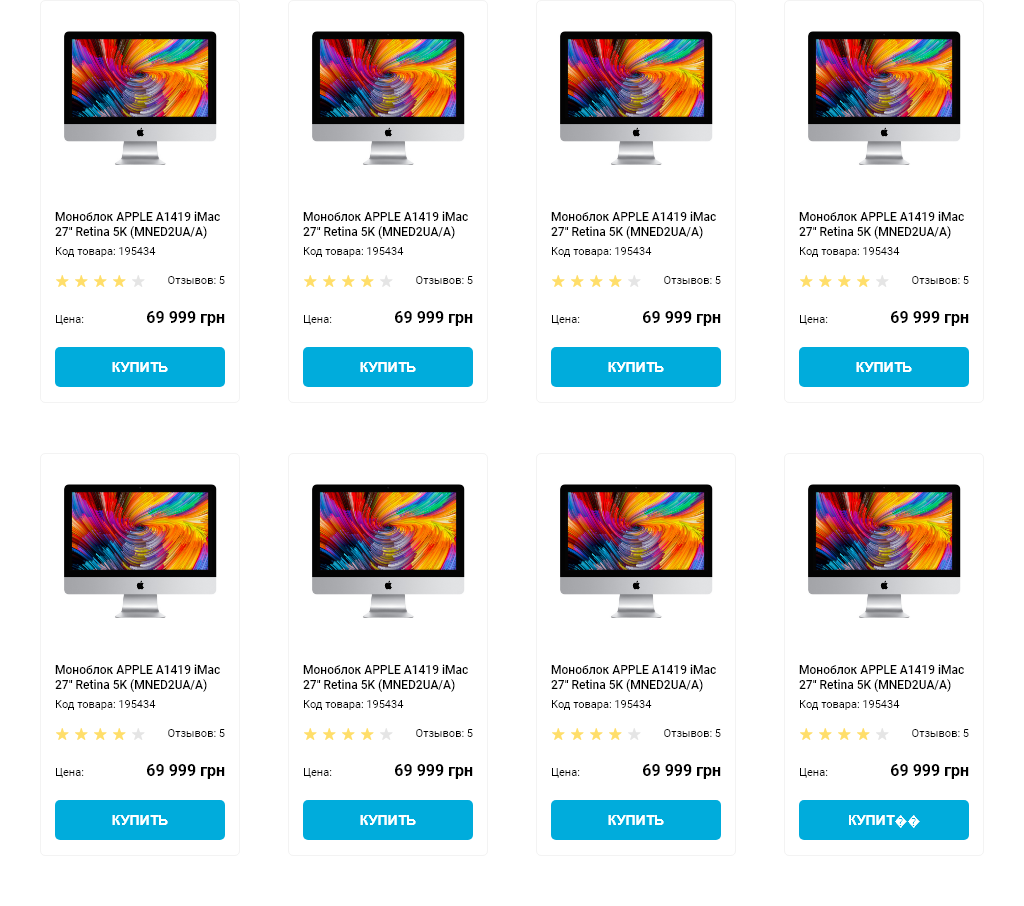 Моноблок APPLE A1419 iMac
27" Retina 5K (MNED2UA/A)
Код товара: 195434
Отзывов: 5
Цена: 69 999 грн
КУПИТЬ
Моноблок APPLE A1419 iMac
27" Retina 5K (MNED2UA/A)
Код товара: 195434
Отзывов: 5
Цена: 69 999 грн
КУПИТЬ
Моноблок APPLE A1419 iMac
27" Retina 5K (MNED2UA/A)
Код товара: 195434
Отзывов: 5
Цена: 69 999 грн
КУПИТЬ
Моноблок APPLE A1419 iMac
27" Retina 5K (MNED2UA/A)
Код товара: 195434
Отзывов: 5
Цена: 69 999 грн
КУПИТЬ
Моноблок APPLE A1419 iMac
27" Retina 5K (MNED2UA/A)
Код товара: 195434
Отзывов: 5
Цена: 69 999 грн
КУПИТЬ
Моноблок APPLE A1419 iMac
27" Retina 5K (MNED2UA/A)
Код товара: 195434
Отзывов: 5
Цена: 69 999 грн
КУПИТЬ
Моноблок APPLE A1419 iMac
27" Retina 5K (MNED2UA/A)
Код товара: 195434
Отзывов: 5
Цена: 69 999 грн
КУПИТЬ
Моноблок APPLE A1419 iMac
27" Retina 5K (MNED2UA/A)
Код товара: 195434
Отзывов: 5
Цена: 69 999 грн
КУПИТ��